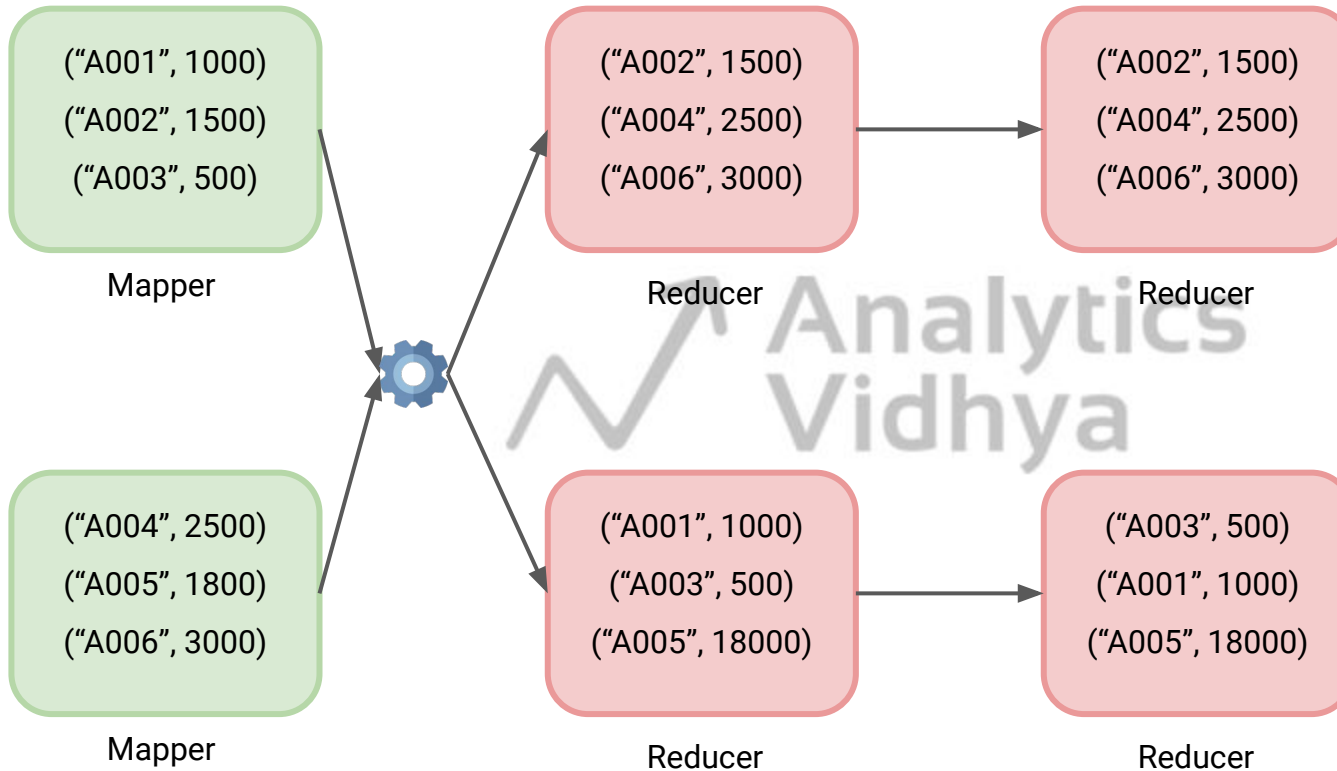 (“A001”, 1000)
(“A002”, 1500)
(“A003”, 500)
Mapper
(“A002”, 1500)
(“A004”, 2500)
(“A006”, 3000)
Reducer
(“A002”, 1500)
(“A004”, 2500)
(“A006”, 3000)
Reducer
Analytics
Vidhya
(“A004”, 2500)
(“A005”, 1800)
(“A006”, 3000)
Mapper
(“A001”, 1000)
(“A003”, 500)
(“A005”, 18000)
Reducer
(“A003”, 500)
(“A001”, 1000)
(“A005”, 18000)
Reducer